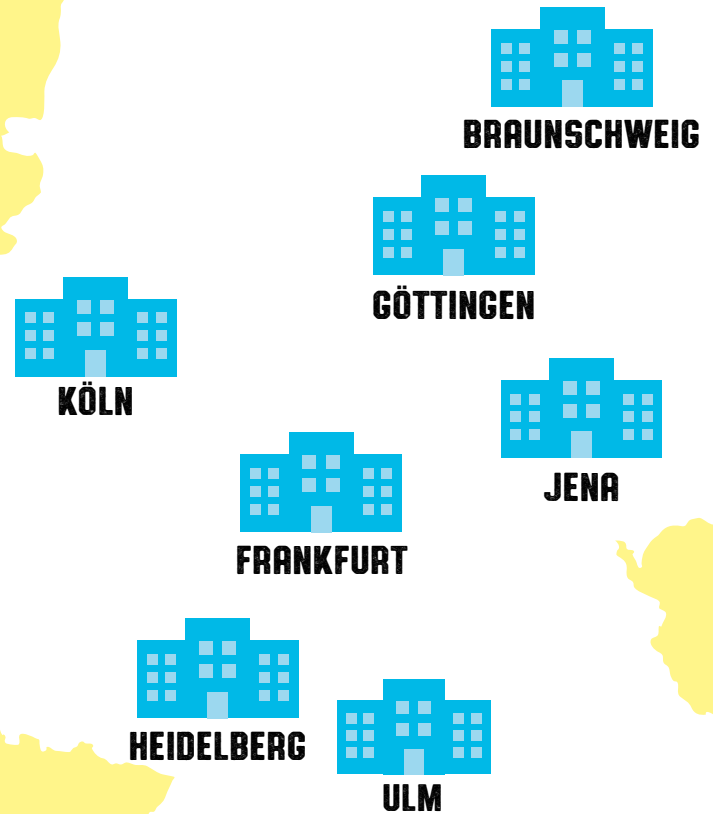 BRAUNSCHWEIG
GÖTTINGEN
KÖLN
JENA
FRANKFURT
HEIDELBERG
ULM